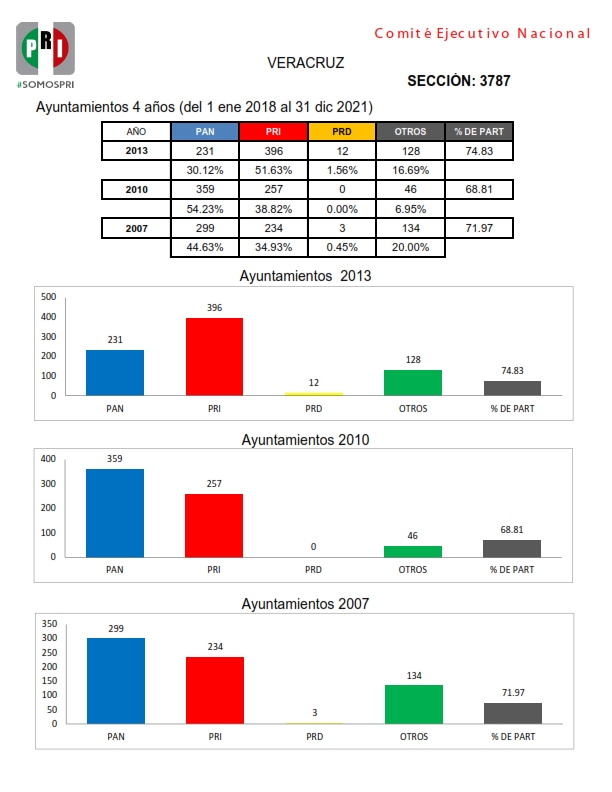 Comité Ejecutivo Nacional
PRI
#SOMOSPRI
VERACRUZ
SECCIÓN: 3787
Ayuntamientos 4 años (del 1 ene 2018 al 31 dic 2021)
AÑO PAN PRI PRD OTROS % DE PART
2013 231 396 12 128 74.83
30.12% 51.63% 1.56% 16.69%
2010 359 257 0 46 68.81
54.23% 38.82% 0.00% 6.95%
2007 299 234 3 134 71.97
44.63% 34.93% 0.45% 20.00%
Ayuntamientos 2013
500
400
300
200
100
0
231 396 12 128 74.83
PAN PRI PRD OTROS % DE PART
Ayuntamientos 2010
400
300
200
100
0
359 257 0 46 68.81
PAN PRI PRD OTROS % DE PART
Ayuntamientos 2007
350
300
250
200
150
100
50
0
299 234 3 134 71.97
PAN PRI PRD OTROS % DE PART